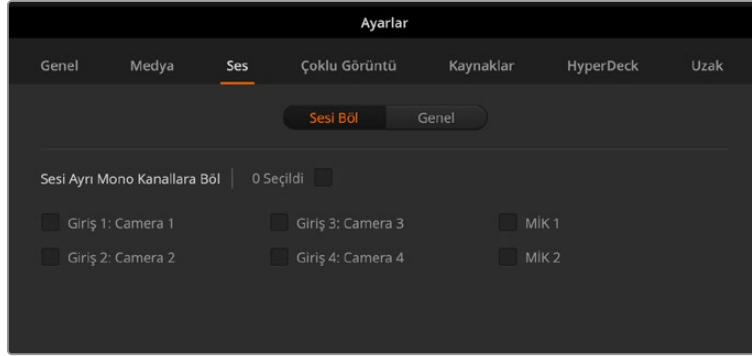 Ayarlar
Genel Medya Ses Çoklu Görüntü Kaynaklar HyperDeck Uzak
Sesi Böl Genel
Sesi Ayrı Mono Kanallara Böl 0 Seçildi
Giriş 1: Camera 1 Giriş 3: Camera 3 MİK 1
Giriş 2: Camera 2 Giriş 4: Camera 4 MİK 2